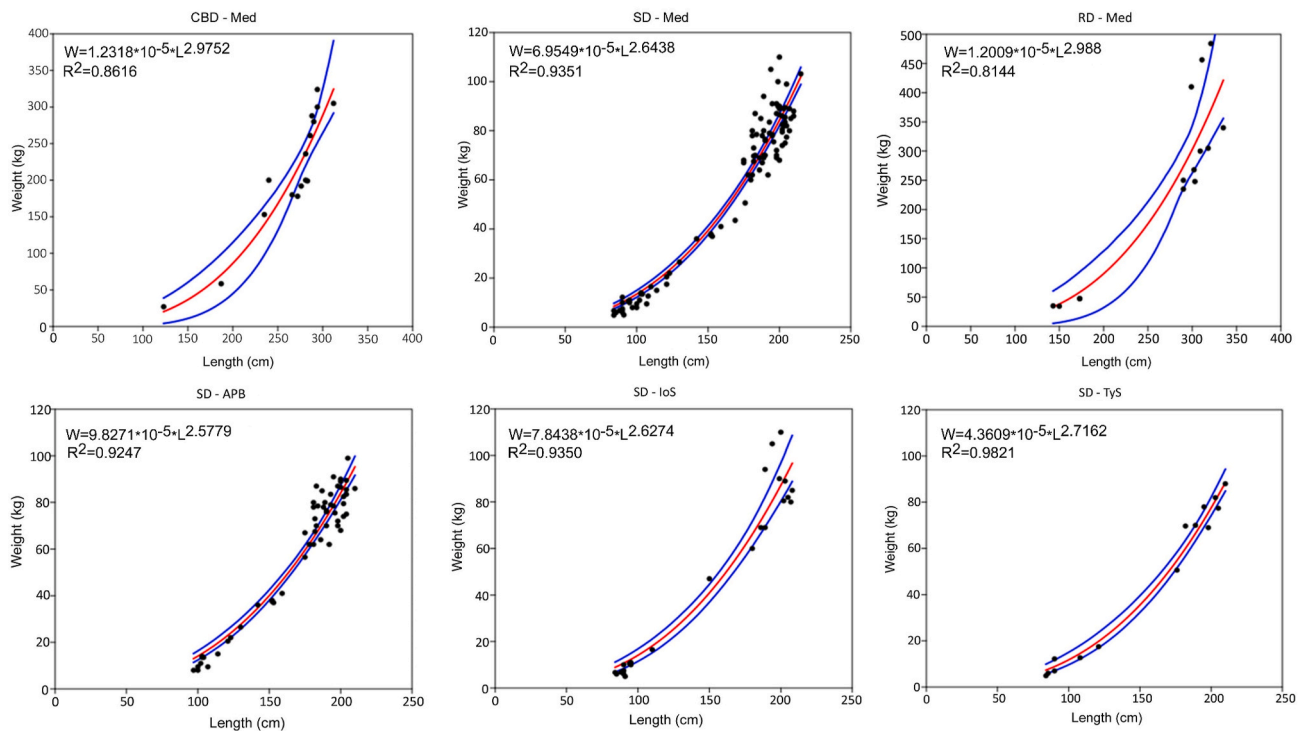 CBD - Med
W=1.2318*10-5*L2.9752
R2=0.8616
400
350
300
250
200
150
100
50
0
Weight (kg)
0 50 100 150 200 250 300 350 400
Length (cm)
SD - Med
W=6.9549*10-5*L2.6438
R2=0.9351
120
100
80
60
40
20
0
Weight (kg)
0 50 100 150 200 250
Length (cm)
RD - Med
W=1.2009*10-5*L2.988
R2=0.8144
500
450
400
350
300
250
200
150
100
50
0
Weight (kg)
0 50 100 150 200 250 300 350 400
Length (cm)
SD - APB
W=9.8271*10-5*L2.5779
R2=0.9247
120
100
80
60
40
20
0
Weight (kg)
0 50 100 150 200 250
Length (cm)
SD - IoS
W=7.8438*10-5*L2.6274
R2=0.9350
120
100
80
60
40
20
0
Weight (kg)
0 50 100 150 200 250
Length (cm)
SD - TyS
W=4.3609*10-5*L2.7162
R2=0.9821
120
100
80
60
40
20
0
Weight (kg)
0 50 100 150 200 250
Length (cm)